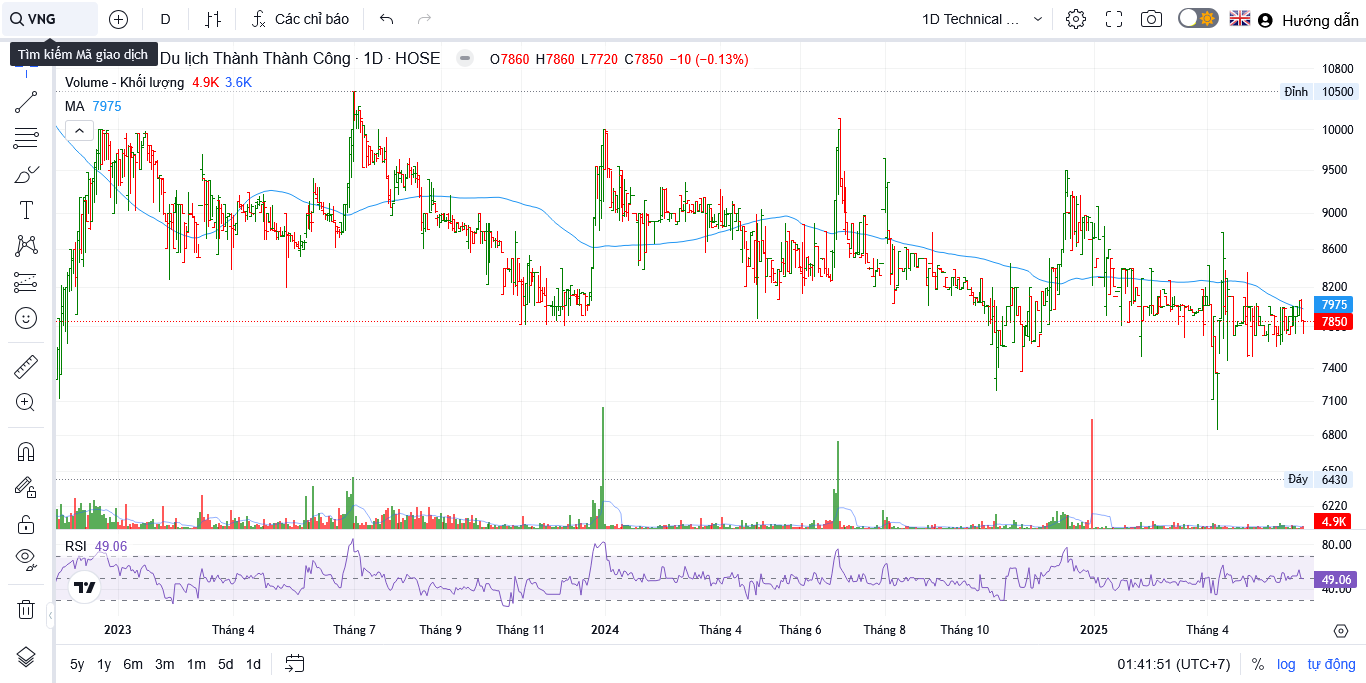 VNG D Các chỉ báo 1D Technical ... Hướng dẫn
Tìm kiếm Mã giao dịch
Du lịch Thành Thành Công · 1D · HOSE O7860 H7860 L7720 C7850 −10 (−0.13%)
Volume - Khối lượng 4.9K 3.6K
MA 7975
10800
Đỉnh 10500
10000
9500
9000
8600
8200
7975
7850
7400
7100
6800
Đáy 6430
6220
4.9K
RSI 49.06
80.00
49.06
40.00
2023 Tháng 4 Tháng 7 Tháng 9 Tháng 11 2024 Tháng 4 Tháng 6 Tháng 8 Tháng 10 2025 Tháng 4
5y 1y 6m 3m 1m 5d 1d 01:41:51 (UTC+7) % log tự động